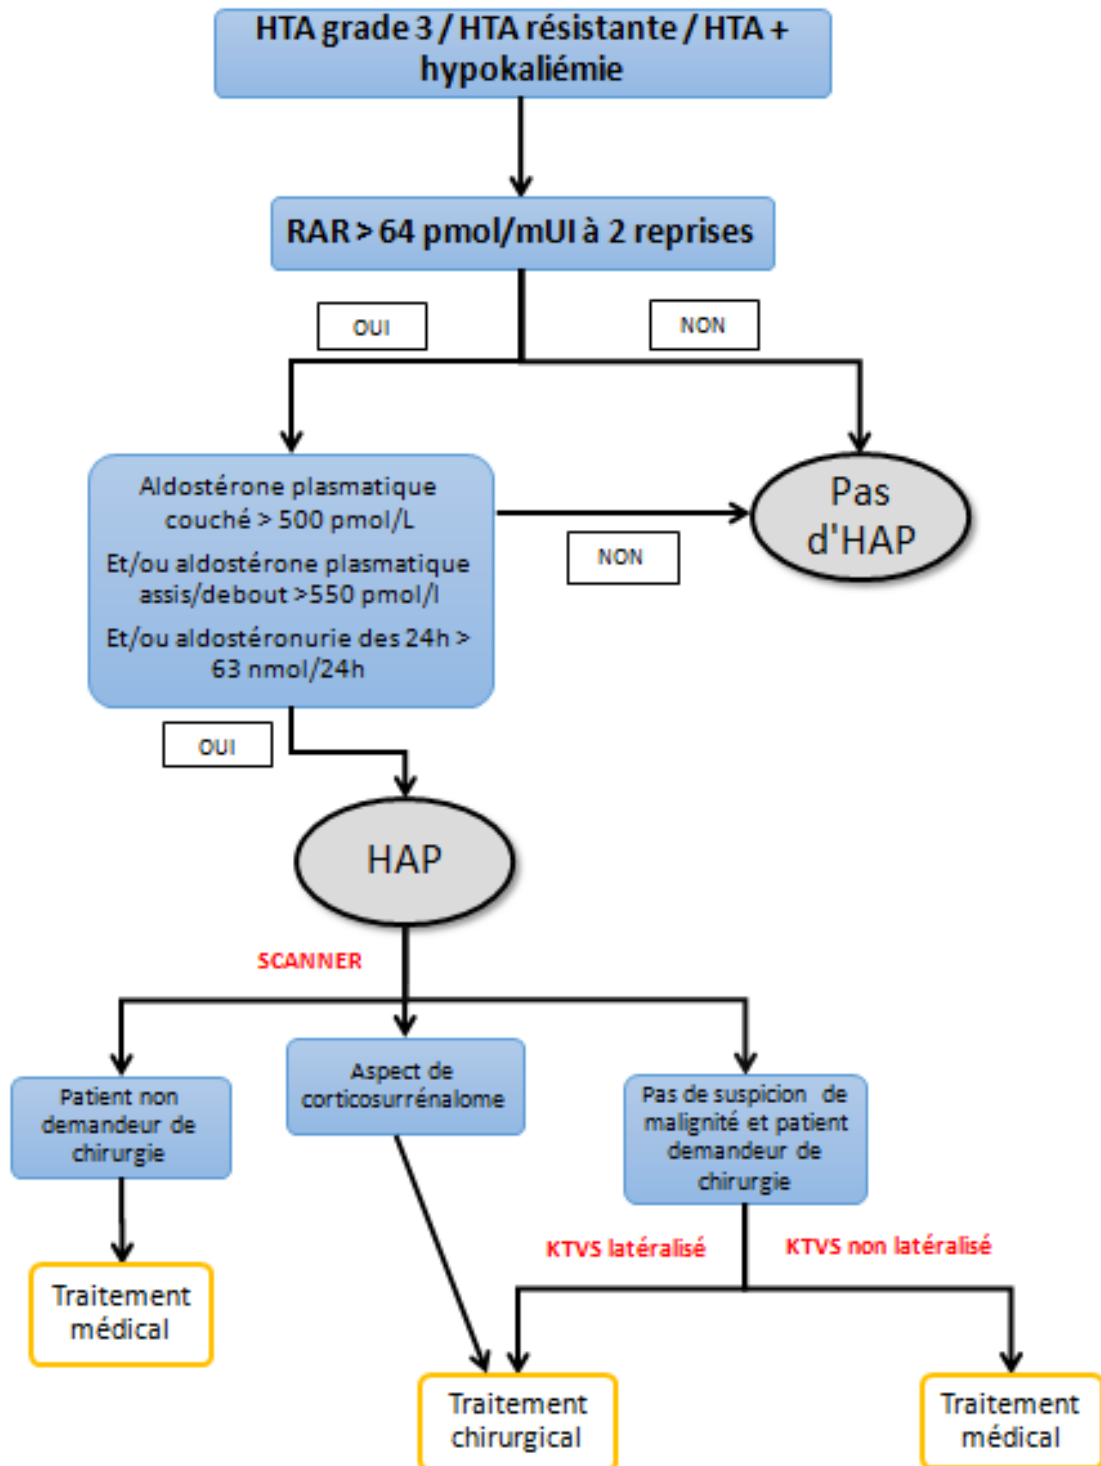 HTA grade 3 / HTA résistante / HTA +
hypokaliémie
RAR > 64 pmol/mUI à 2 reprises
OUI
NON
Aldostérone plasmatique
couché > 500 pmol/L
Et/ou aldostérone plasmatique
assis/debout >550 pmol/l
Et/ou aldostéronurie des 24h >
63 nmol/24h
NON
Pas
d'HAP
OUI
HAP
SCANNER
Patient non
demandeur de
chirurgie
Aspect de
corticosurrénalome
Pas de suspicion de
malignité et patient
demandeur de
chirurgie
KTVS latéralisé
KTVS non latéralisé
Traitement
médical
Traitement
chirurgical
Traitement
médical